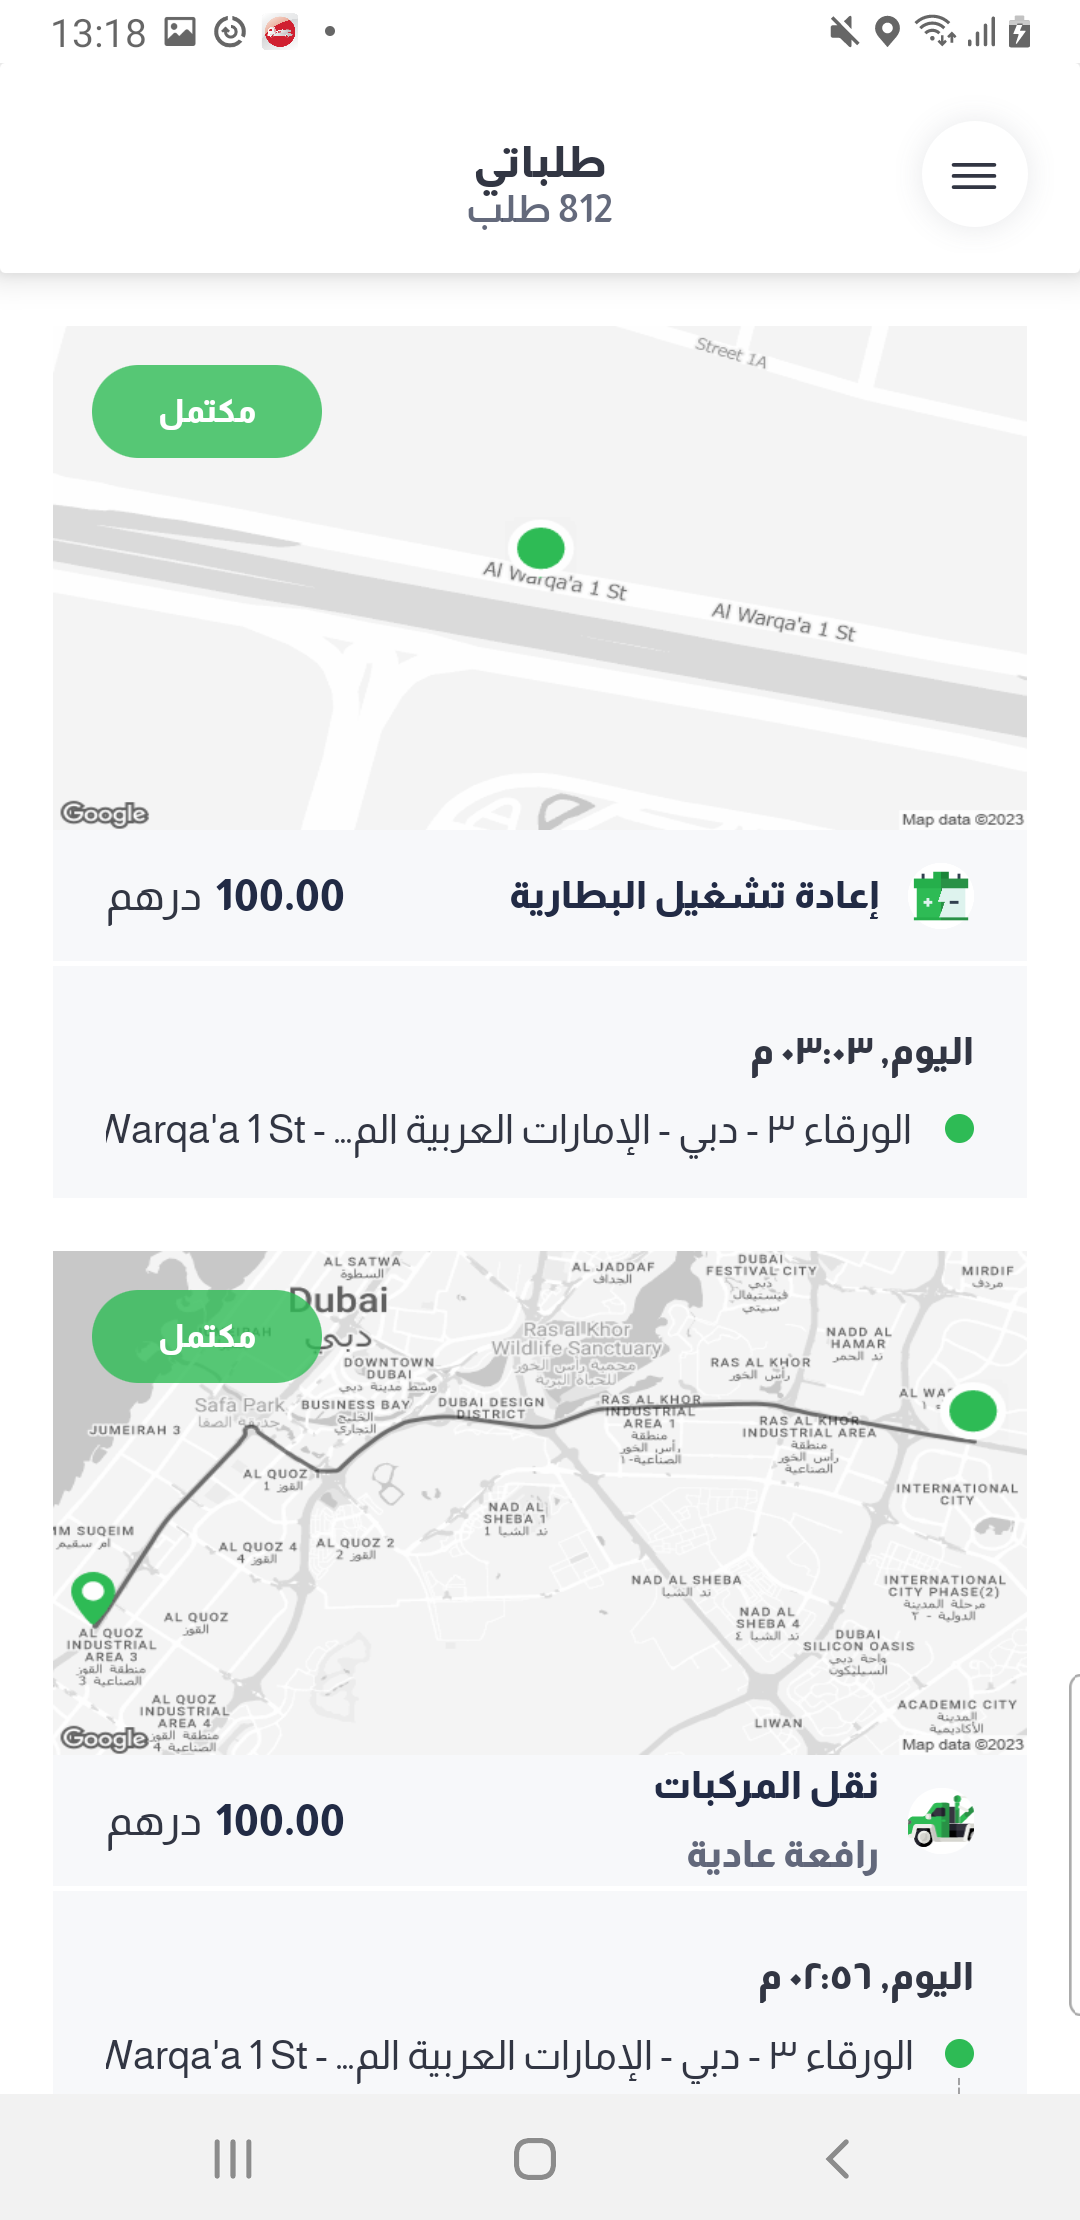 13:18
طلباتي
812 طلب
مكتمل
Street 1A
Al Warqa'a 1 St
Al Warqa'a 1 St
Google
Map data ©2023
إعادة تشغيل البطارية
100.00 درهم
اليوم, ٠٣:٠٣ م
الورقاء ٣ - دبي - الإمارات العربية الم... - Warqa'a 1 St
AL SATWA
السطوة
Dubai
دبي
مكتمل
AL JADDAF
الجداف
DUBAI
FESTIVAL CITY
دبي
فيستيفال
سيتي
MIRDIF
مردف
Ras al Khor
Wildlife Sanctuary
محمية رأس الخور
للحياة البرية
NADD AL
HAMAR
ند الحمر
DOWNTOWN
DUBAI
وسط مدينة دبي
RAS AL KHOR
رأس الخور
Safa Park
حديقة الصفا
BUSINESS BAY
الخليج
التجاري
DUBAI DESIGN
DISTRICT
RAS AL KHOR
INDUSTRIAL
AREA 1
منطقة
رأس الخور
الصناعية-١
RAS AL KHOR
INDUSTRIAL AREA
منطقة
رأس الخور
الصناعية
JUMEIRAH 3
AL QUOZ 1
القوز 1
INTERNATIONAL
CITY
NAD AL
SHEBA 1
ند الشبا 1
UMM SUQEIM
أم سقيم
AL QUOZ 4
القوز 4
AL QUOZ 2
القوز 2
NAD AL SHEBA
ند الشبا
INTERNATIONAL
CITY PHASE(2)
مرحلة المدينة
الدولية - ٢
AL QUOZ
القوز
NAD AL
SHEBA 4
ند الشبا ٤
AL QUOZ
INDUSTRIAL
AREA 3
منطقة القوز
الصناعية 3
DUBAI
SILICON OASIS
واحة دبي
السيليكون
AL QUOZ
INDUSTRIAL
AREA 4
منطقة القوز
الصناعية 4
LIWAN
ACADEMIC CITY
المدينة
الأكاديمية
Google
Map data ©2023
نقل المركبات
رافعة عادية
100.00 درهم
اليوم, ٠٢:٥٦ م
الورقاء ٣ - دبي - الإمارات العربية الم... - Warqa'a 1 St